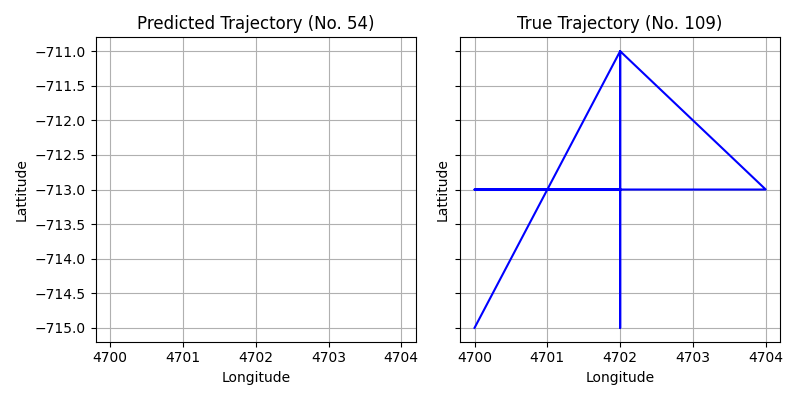 Predicted Trajectory (No. 54)
True Trajectory (No. 109)
Lattitude
−711.0
−711.5
−712.0
−712.5
−713.0
−713.5
−714.0
−714.5
−715.0
4700 4701 4702 4703 4704
Longitude
Lattitude
4700 4701 4702 4703 4704
Longitude